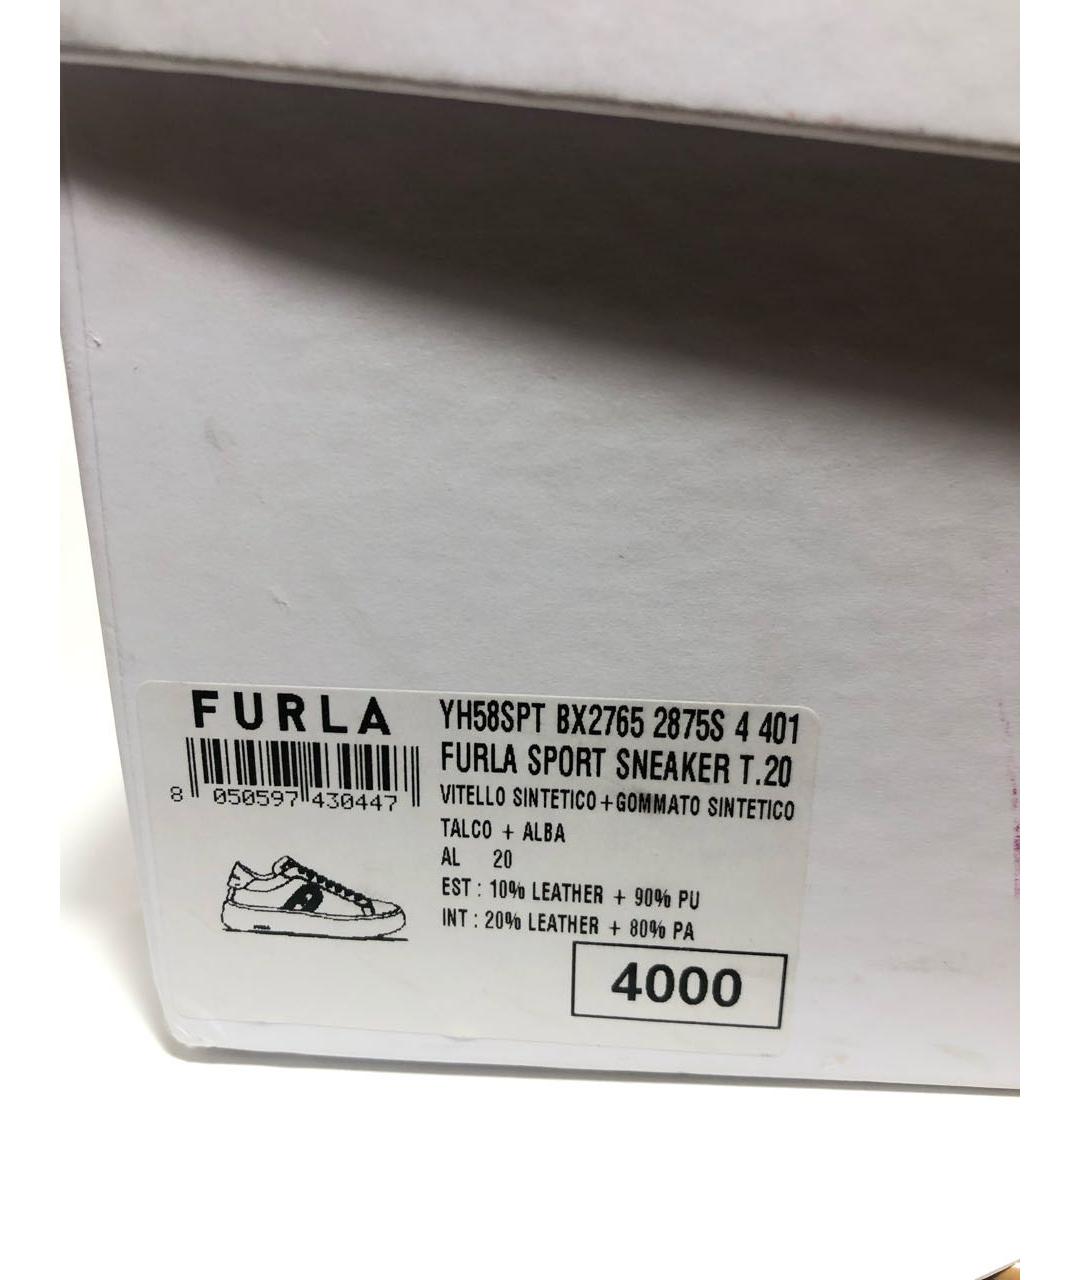 FURLA
8 050597 430447
YH58SPT BX2765 2875S 4 401
FURLA SPORT SNEAKER T.20
VITELLO SINTETICO+GOMMATO SINTETICO
TALCO + ALBA
AL 20
EST : 10% LEATHER + 90% PU
INT : 20% LEATHER + 80% PA
4000